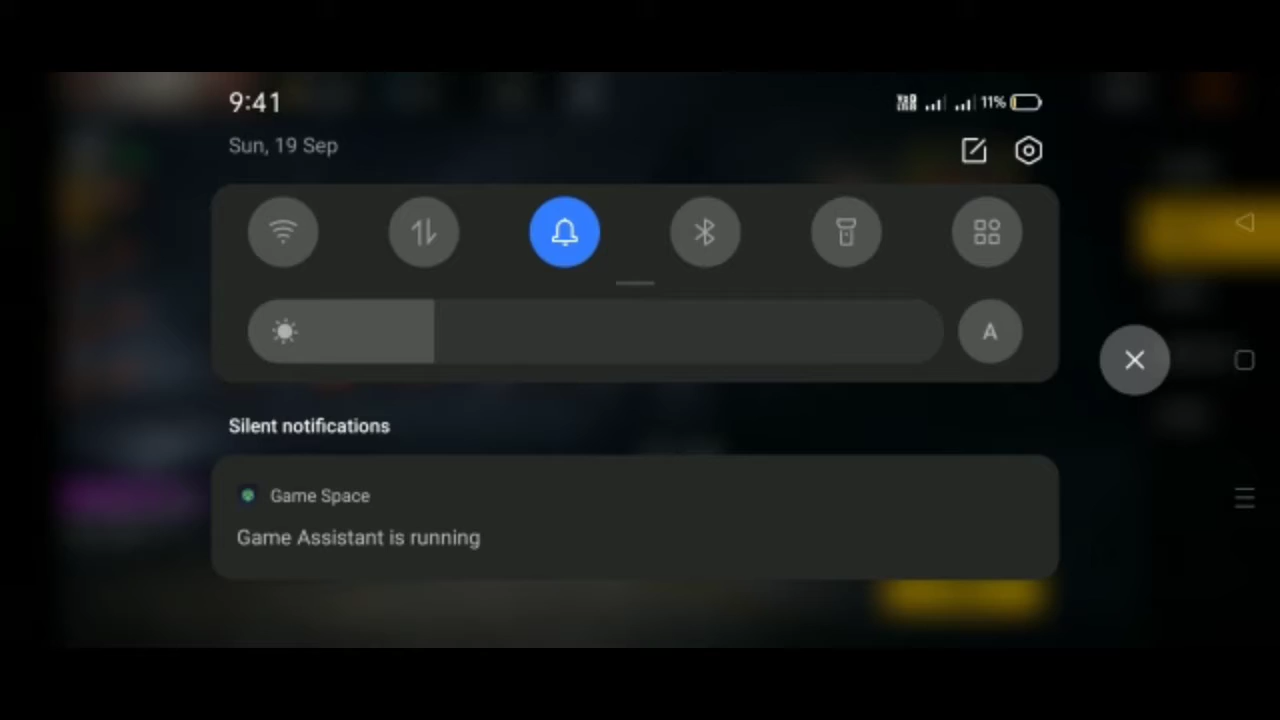 9:41
11%
Sun, 19 Sep
A
Silent notifications
Game Space
Game Assistant is running